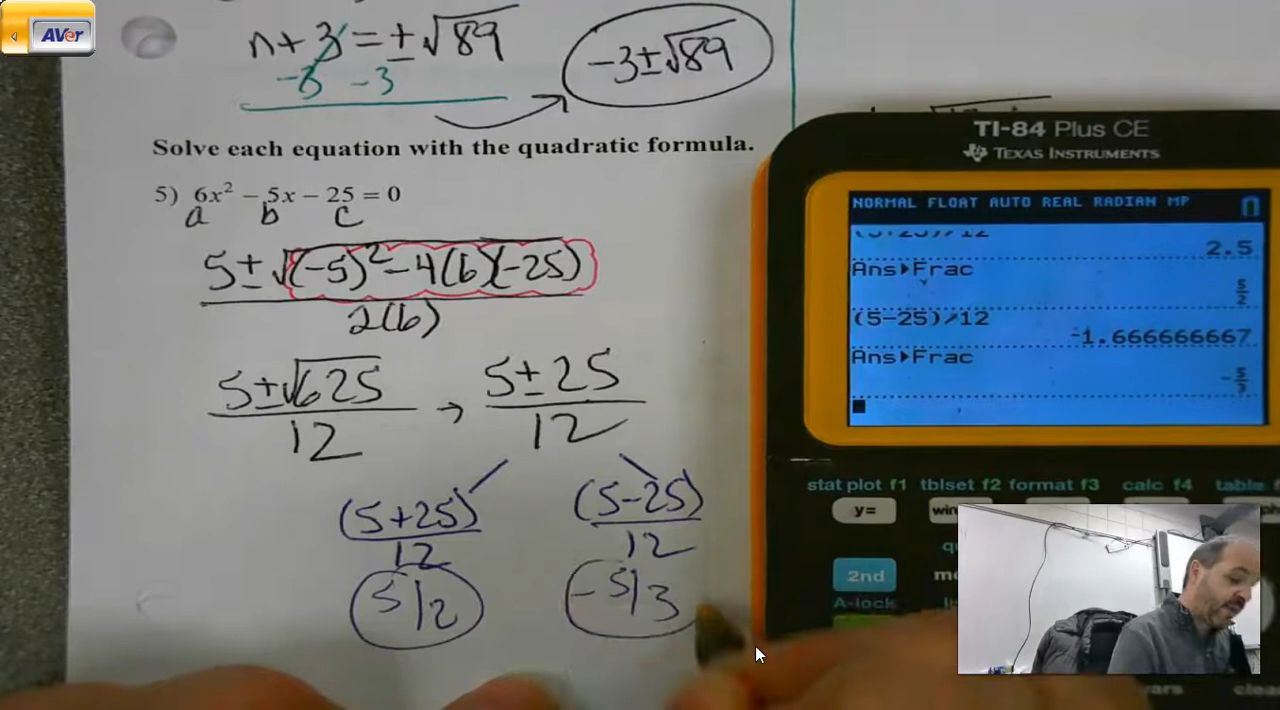 AVer
n + 3 = ± √89
-3 -3
-3 ± √89
Solve each equation with the quadratic formula.
5) 6x² − 5x − 25 = 0
a b c
5 ± √(-5)² - 4(6)(-25)
2(6)
5 ± √625
12
→ 5 ± 25
12
(5+25)
12
5/2
(5-25)
12
-5/3
TI-84 Plus CE
TEXAS INSTRUMENTS
NORMAL FLOAT AUTO REAL RADIAN MP
2.5
Ans▸Frac
5/2
(5-25)/12
-1.666666667
Ans▸Frac
-5/3
stat plot f1 tblset f2 format f3 calc f4 table
y=
2nd
A-lock